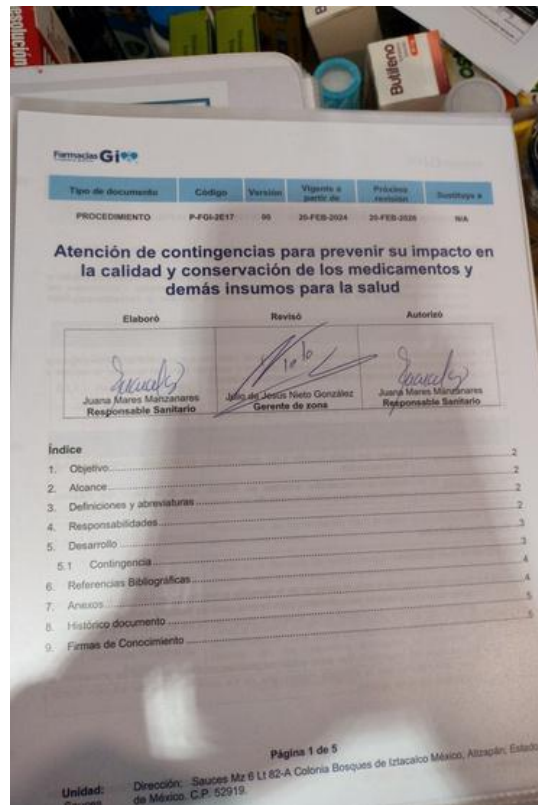 esolución
Butifeno
Farmacias Gi
Tipo de documento Código Versión Vigente a partir de Próxima revisión Sustituye a
PROCEDIMIENTO P-FGI-2E17 00 20-FEB-2024 20-FEB-2026 N/A
Atención de contingencias para prevenir su impacto en
la calidad y conservación de los medicamentos y
demás insumos para la salud
Elaboró Revisó Autorizó
Juana Mares Manzanares Julio de Jesús Nieto González Juana Mares Manzanares
Responsable Sanitario Gerente de zona Responsable Sanitario
Índice
1. Objetivo 2
2. Alcance 2
3. Definiciones y abreviaturas 2
4. Responsabilidades 2
5. Desarrollo 3
5.1 Contingencia 3
6. Referencias Bibliográficas 4
7. Anexos 4
8. Histórico documento 5
9. Firmas de Conocimiento 5
Página 1 de 5
Unidad: Dirección: Sauces Mz 6 Lt 82-A Colonia Bosques de Iztacalco México, Atizapán, Estado
Sauces de México. C.P. 52919.